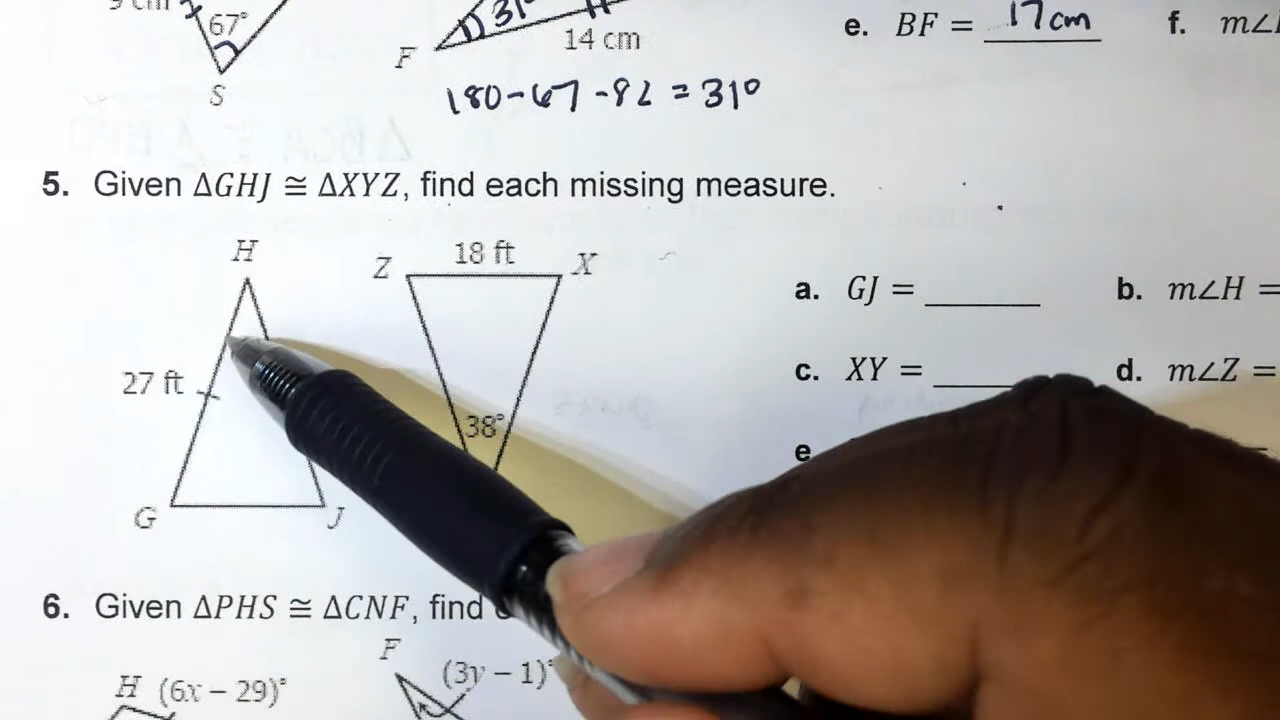 9 cm
67°
S
31°
F
14 cm
180-67-82 = 31°
e. BF = 17cm
f. m∠
5. Given ΔGHJ ≅ ΔXYZ, find each missing measure.
H
27 ft
G
J
Z
18 ft
X
38°
a. GJ =
b. m∠H =
c. XY =
d. m∠Z =
e
6. Given ΔPHS ≅ ΔCNF, find
H (6x − 29)°
F
(3y − 1)°